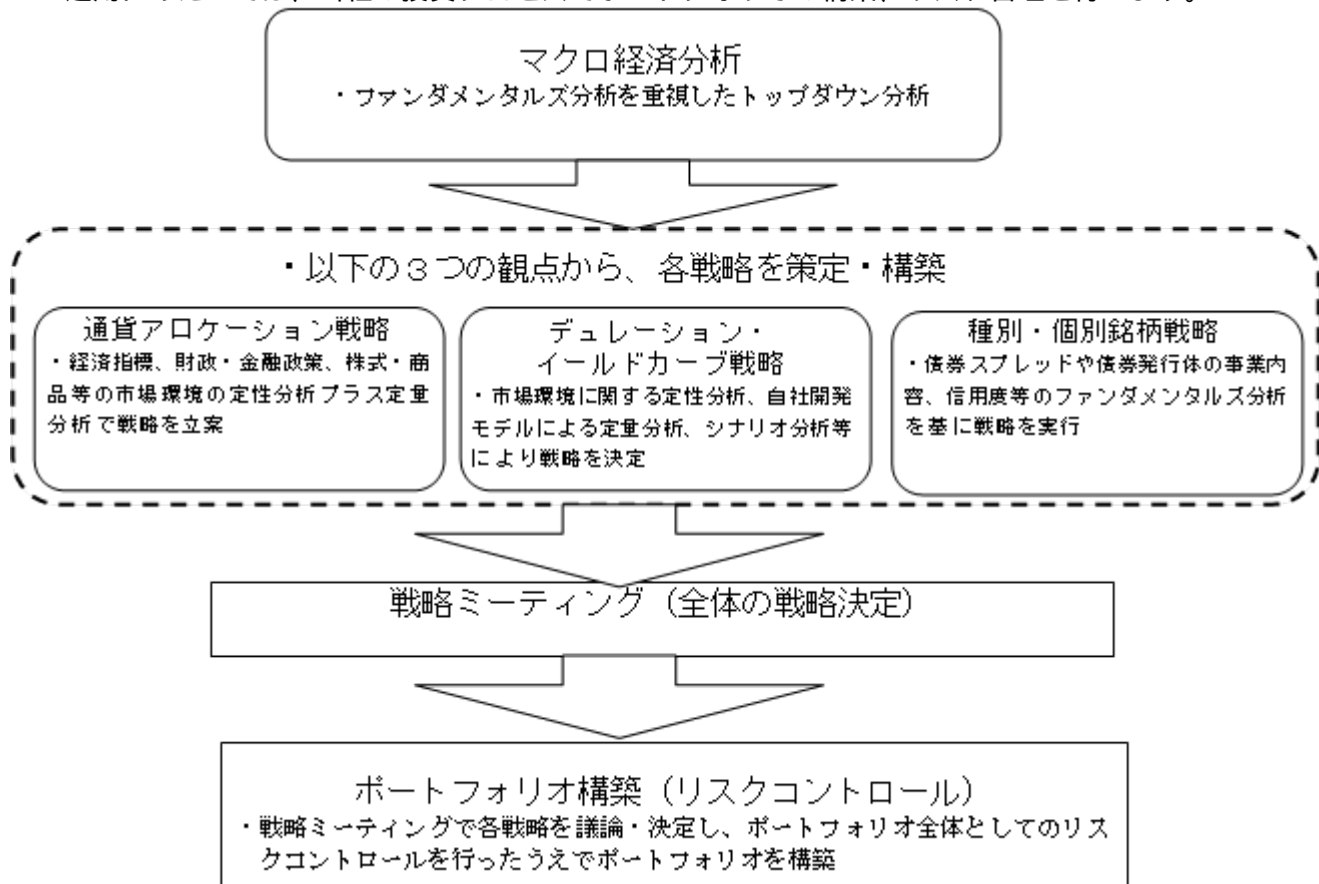 マクロ経済分析
・ファンダメンタルズ分析を重視したトップダウン分析
・以下の３つの観点から、各戦略を策定・構築
通貨アロケーション戦略
・経済指標、財政・金融政策、株式・商
品等の市場環境の定性分析プラス定量
分析で戦略を立案
デュレーション・
イールドカーブ戦略
・市場環境に関する定性分析、自社開発
モデルによる定量分析、シナリオ分析等
により戦略を決定
種別・個別銘柄戦略
・債券スプレッドや債券発行体の事業内
容、信用度等のファンダメンタルズ分析
を基に戦略を実行
戦略ミーティング（全体の戦略決定）
ポートフォリオ構築（リスクコントロール）
・戦略ミーティングで各戦略を議論・決定し、ポートフォリオ全体としてのリス
クコントロールを行ったうえでポートフォリオを構築